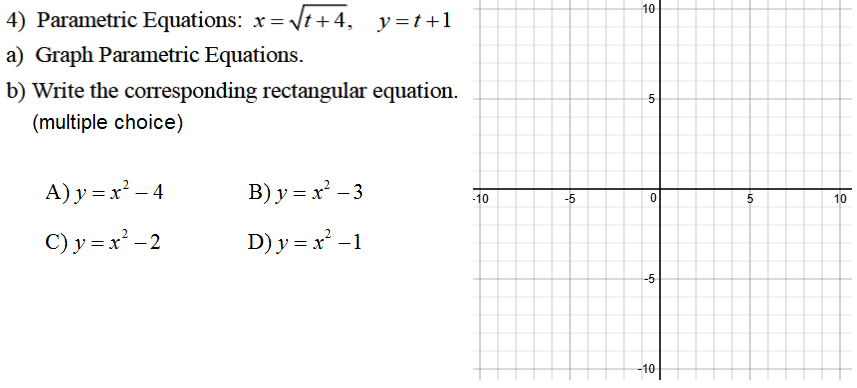 4) Parametric Equations: x = √t + 4, y = t + 1
a) Graph Parametric Equations.
b) Write the corresponding rectangular equation.
(multiple choice)
A) y = x² – 4 B) y = x² – 3
C) y = x² – 2 D) y = x² – 1
10
5
-10 -5 0 5 10
-5
-10